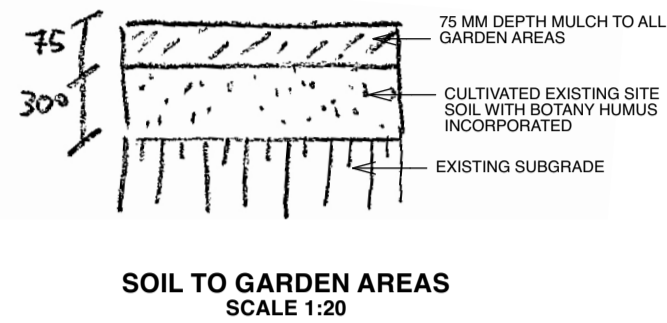 75
75 MM DEPTH MULCH TO ALL
GARDEN AREAS
300
CULTIVATED EXISTING SITE
SOIL WITH BOTANY HUMUS
INCORPORATED
EXISTING SUBGRADE
SOIL TO GARDEN AREAS
SCALE 1:20